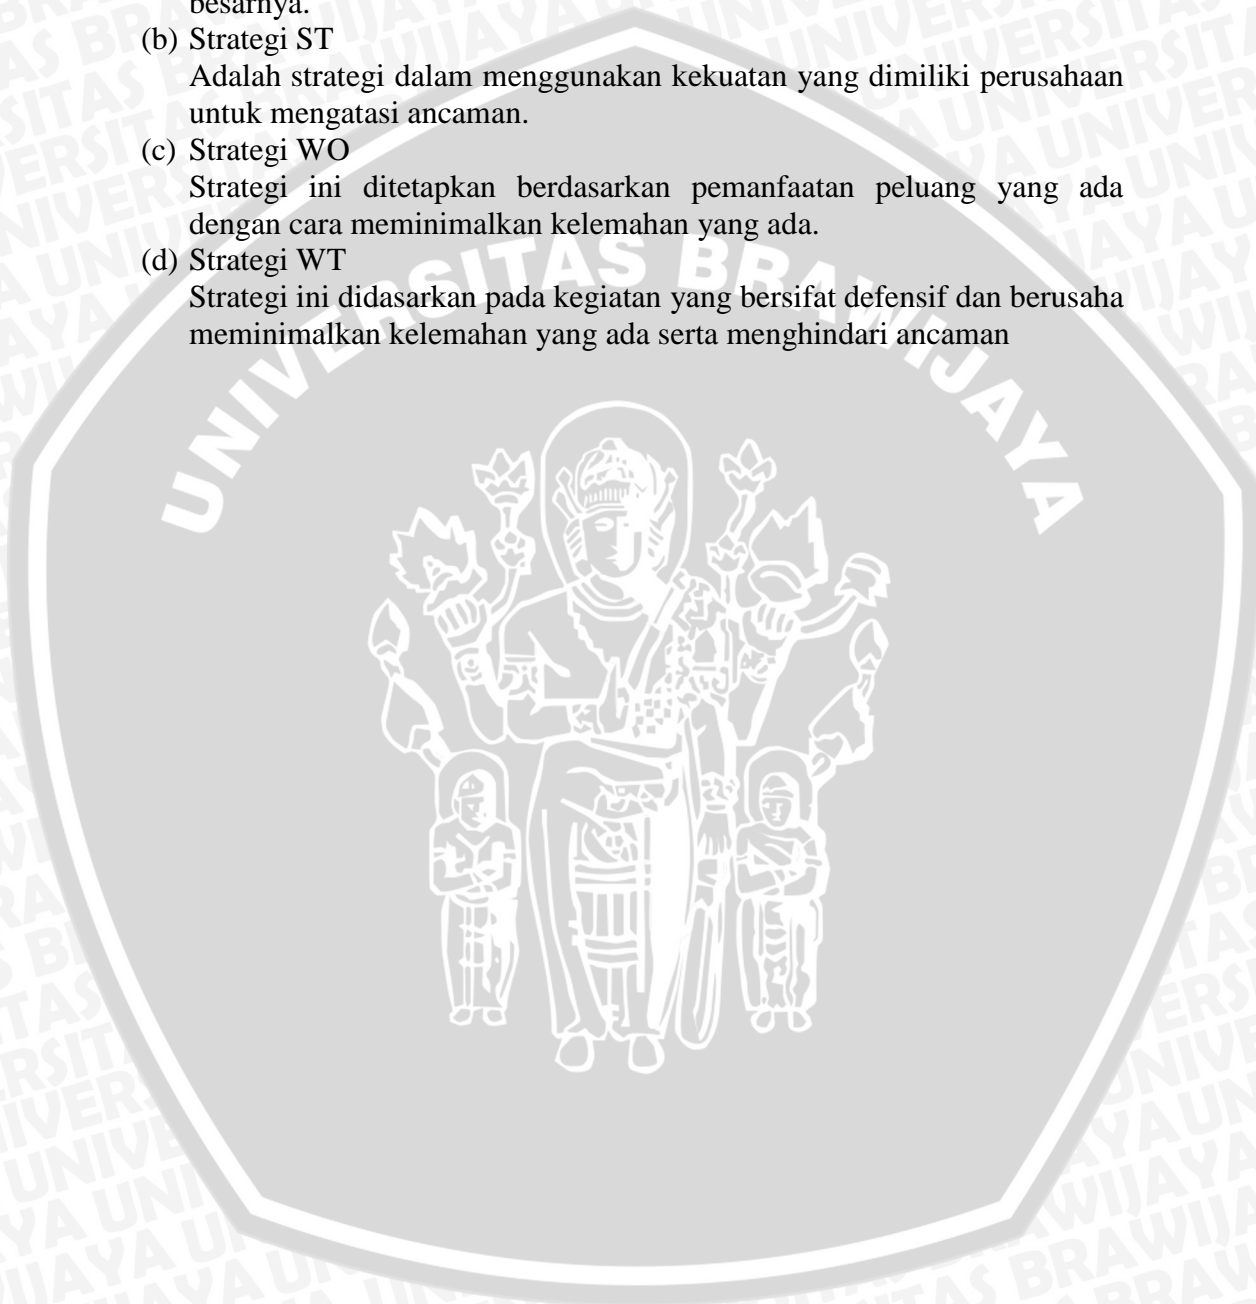 besarnya.
(b) Strategi ST
Adalah strategi dalam menggunakan kekuatan yang dimiliki perusahaan
untuk mengatasi ancaman.
(c) Strategi WO
Strategi ini ditetapkan berdasarkan pemanfaatan peluang yang ada
dengan cara meminimalkan kelemahan yang ada.
(d) Strategi WT
Strategi ini didasarkan pada kegiatan yang bersifat defensif dan berusaha
meminimalkan kelemahan yang ada serta menghindari ancaman
UNIVERSITAS BRAWIJAYA